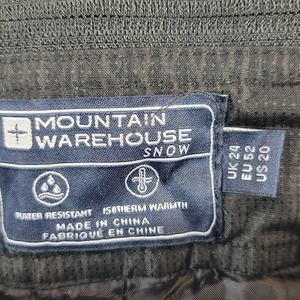 MOUNTAIN
WAREHOUSE
SNOW
WATER RESISTANT
ISOTHERM WARMTH
MADE IN CHINA
FABRIQUÉ EN CHINE
UK 24
EU 52
US 20